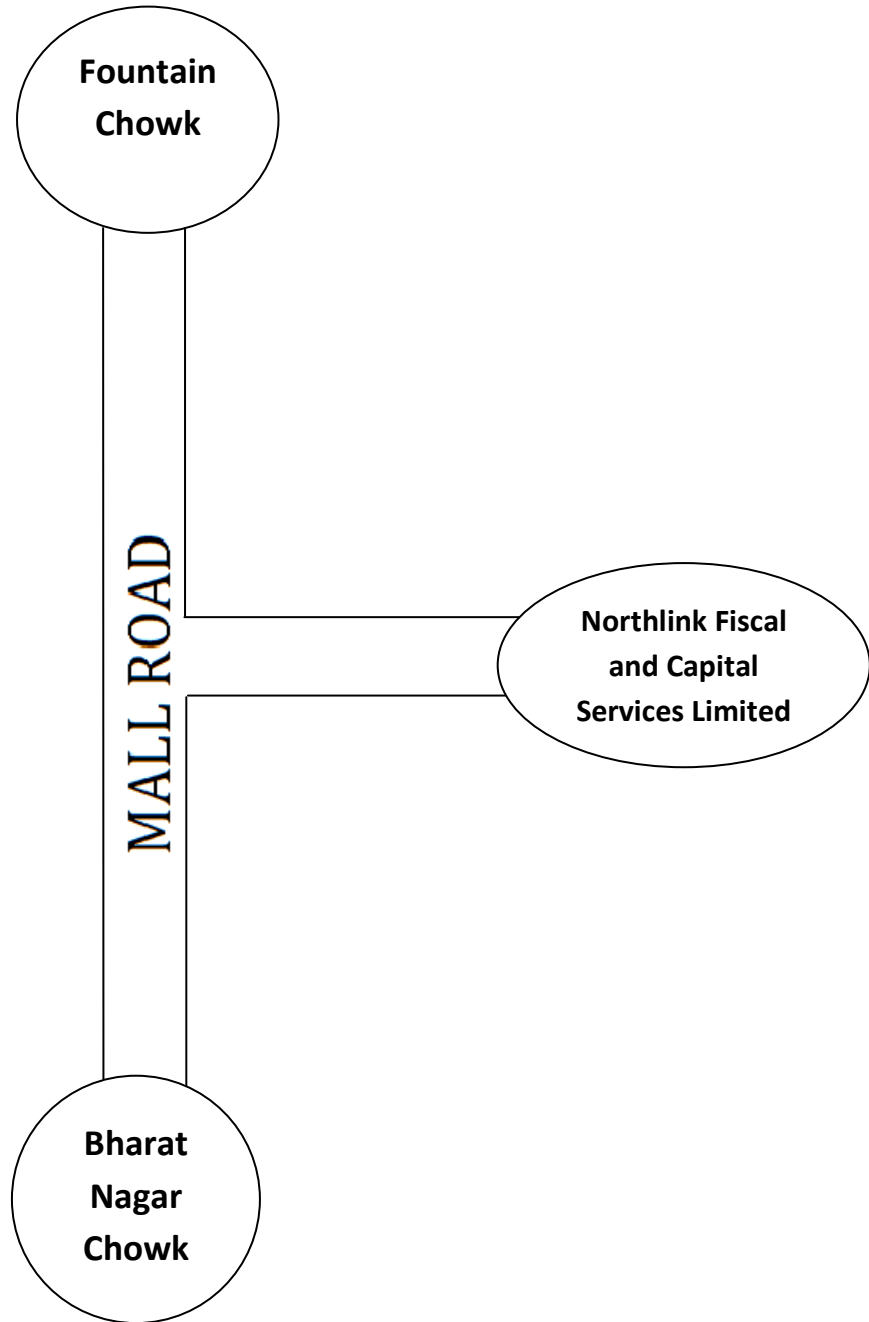 Fountain
Chowk
MALL ROAD
Northlink Fiscal
and Capital
Services Limited
Bharat
Nagar
Chowk